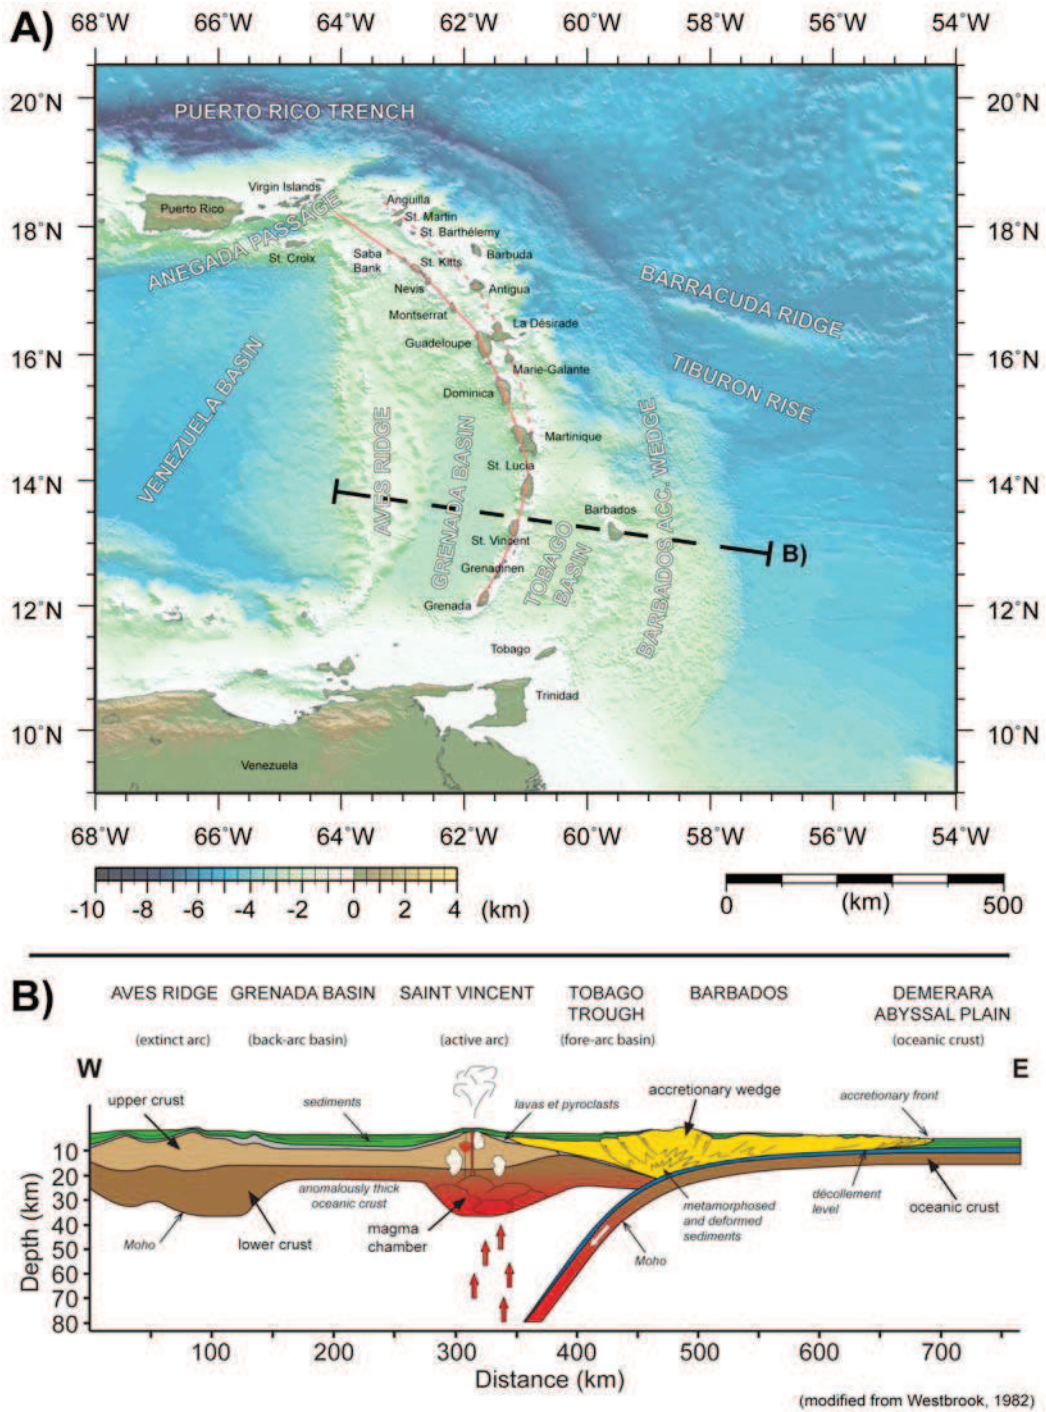 A)
68°W 66°W 64°W 62°W 60°W 58°W 56°W 54°W
20°N
20°N
18°N
18°N
16°N
16°N
14°N
14°N
12°N
12°N
10°N
10°N
PUERTO RICO TRENCH
Virgin Islands
Puerto Rico
ANEGADA PASSAGE
St. Croix
Anguilla
St. Martin
St. Barthélemy
Saba
Bank
St. Kitts
Barbuda
Nevis
Antigua
Montserrat
La Désirade
Guadeloupe
Marie-Galante
Dominica
Martinique
St. Lucia
BARRACUDA RIDGE
TIBURON RISE
VENEZUELA BASIN
AVES RIDGE
GRENADA BASIN
BARBADOS ACC. WEDGE
Barbados
St. Vincent
TOBAGO
BASIN
B)
Grenadinen
Grenada
Tobago
Trinidad
Venezuela
68°W 66°W 64°W 62°W 60°W 58°W 56°W 54°W
-10 -8 -6 -4 -2 0 2 4 (km)
0 (km) 500
B)
AVES RIDGE GRENADA BASIN SAINT VINCENT TOBAGO
TROUGH BARBADOS DEMERARA
ABYSSAL PLAIN
(extinct arc) (back-arc basin) (active arc) (fore-arc basin) (oceanic crust)
W
E
upper crust
sediments
lavas et pyroclasts
accretionary wedge
accretionary front
10
20
30
40
50
60
70
80
Depth (km)
anomalously thick
oceanic crust
Moho
lower crust
magma
chamber
metamorphosed
and deformed
sediments
Moho
décollement
level
oceanic crust
100 200 300 400 500 600 700
Distance (km)
(modified from Westbrook, 1982)